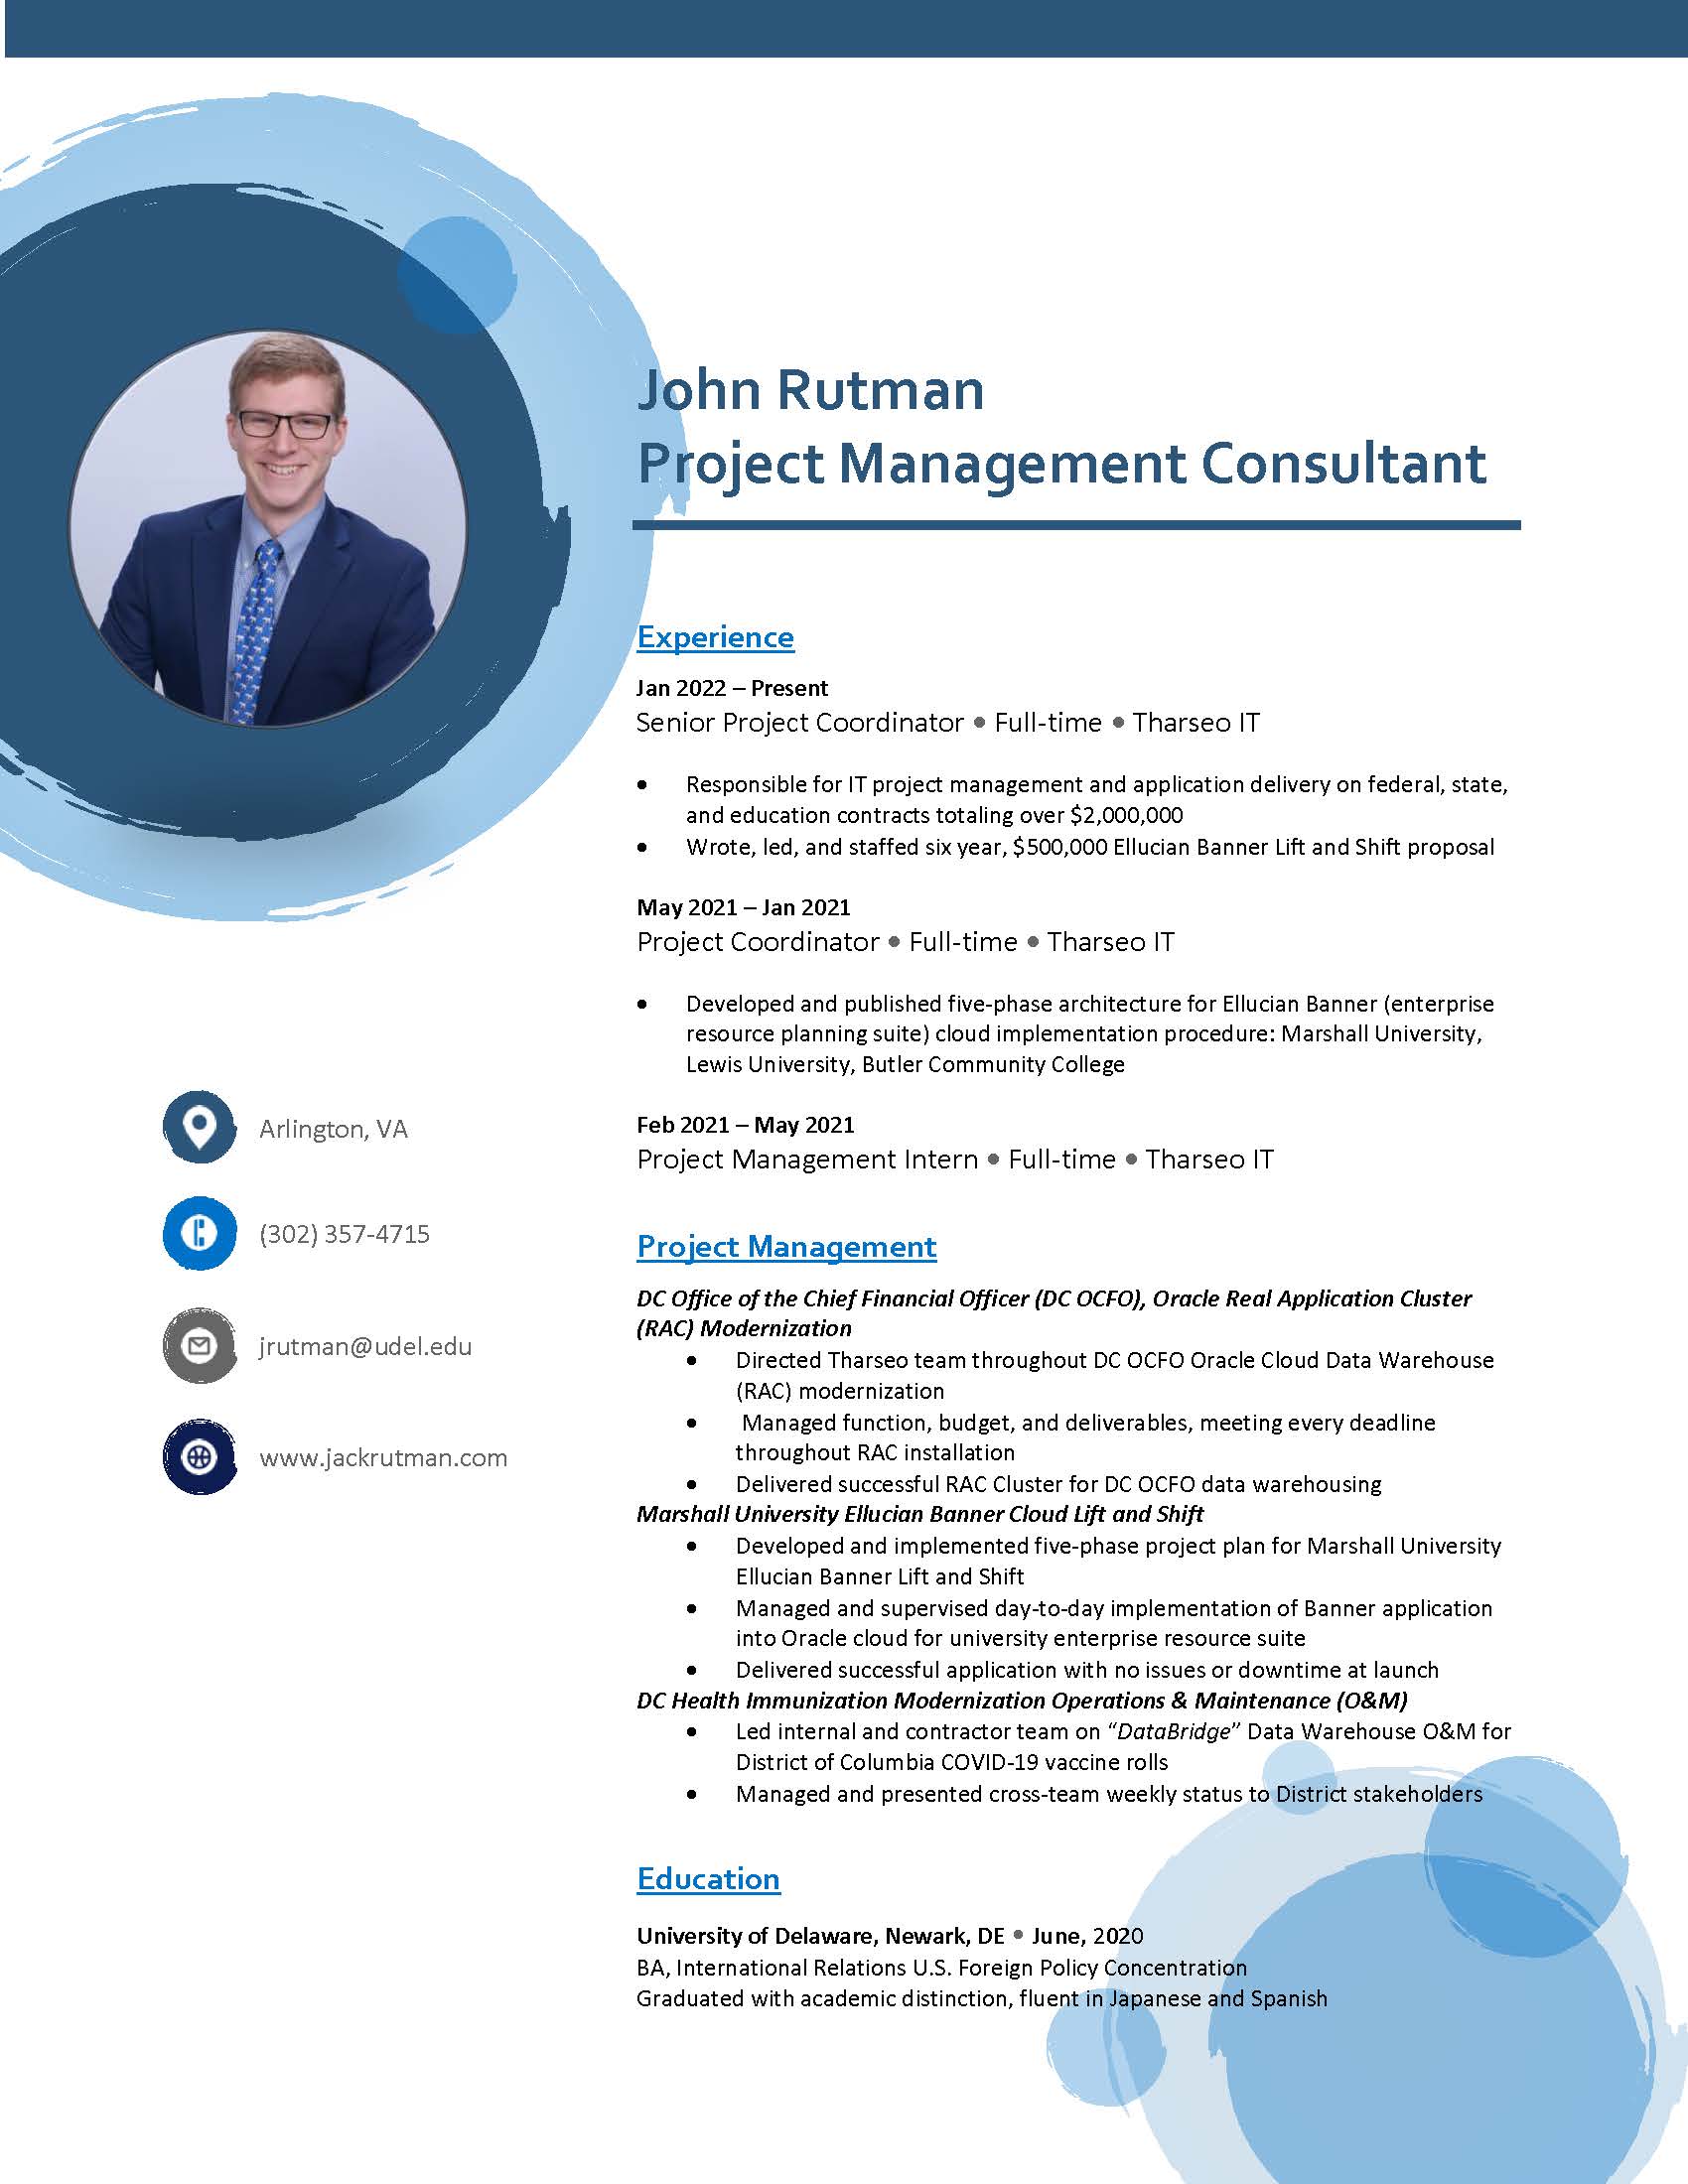 John Rutman
Project Management Consultant
Experience
Jan 2022 – Present
Senior Project Coordinator • Full-time • Tharseo IT
• Responsible for IT project management and application delivery on federal, state,
and education contracts totaling over $2,000,000
• Wrote, led, and staffed six year, $500,000 Ellucian Banner Lift and Shift proposal
May 2021 – Jan 2021
Project Coordinator • Full-time • Tharseo IT
• Developed and published five-phase architecture for Ellucian Banner (enterprise
resource planning suite) cloud implementation procedure: Marshall University,
Lewis University, Butler Community College
Feb 2021 – May 2021
Project Management Intern • Full-time • Tharseo IT
Arlington, VA
(302) 357-4715
jrutman@udel.edu
www.jackrutman.com
Project Management
DC Office of the Chief Financial Officer (DC OCFO), Oracle Real Application Cluster
(RAC) Modernization
• Directed Tharseo team throughout DC OCFO Oracle Cloud Data Warehouse
(RAC) modernization
• Managed function, budget, and deliverables, meeting every deadline
throughout RAC installation
• Delivered successful RAC Cluster for DC OCFO data warehousing
Marshall University Ellucian Banner Cloud Lift and Shift
• Developed and implemented five-phase project plan for Marshall University
Ellucian Banner Lift and Shift
• Managed and supervised day-to-day implementation of Banner application
into Oracle cloud for university enterprise resource suite
• Delivered successful application with no issues or downtime at launch
DC Health Immunization Modernization Operations & Maintenance (O&M)
• Led internal and contractor team on “DataBridge” Data Warehouse O&M for
District of Columbia COVID-19 vaccine rolls
• Managed and presented cross-team weekly status to District stakeholders
Education
University of Delaware, Newark, DE • June, 2020
BA, International Relations U.S. Foreign Policy Concentration
Graduated with academic distinction, fluent in Japanese and Spanish